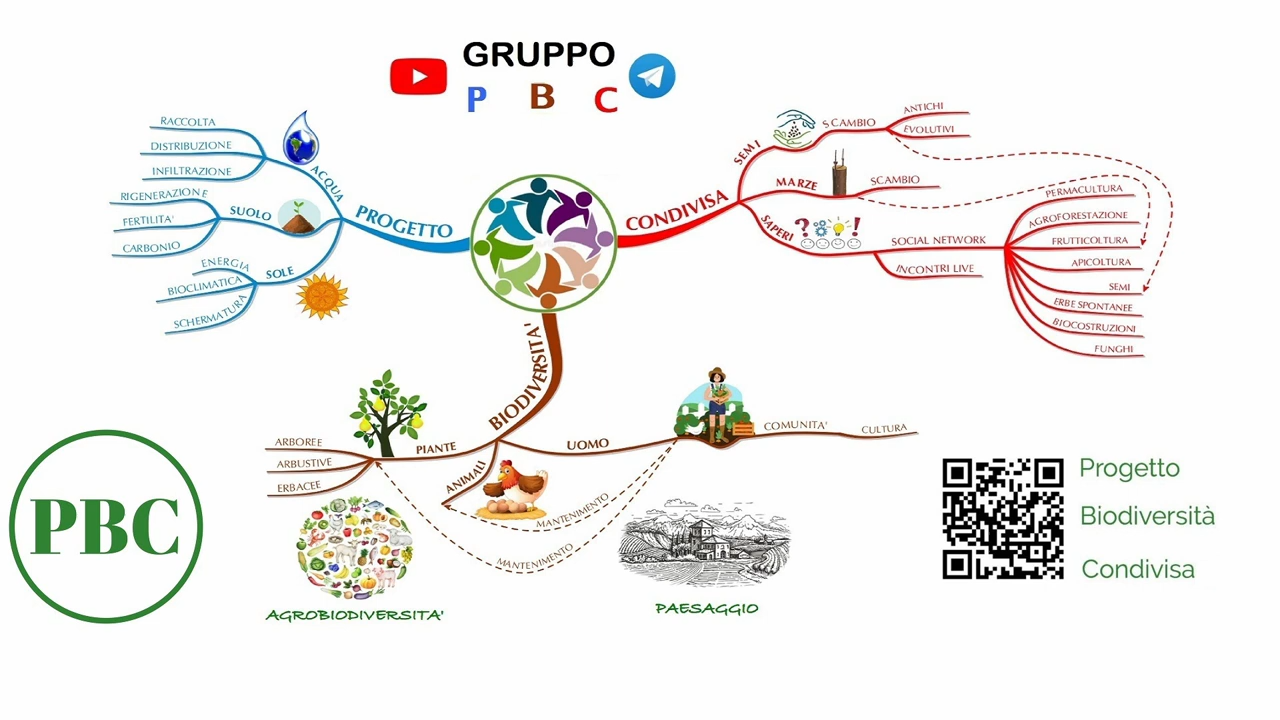 GRUPPO
P B C
RACCOLTA
DISTRIBUZIONE
INFILTRAZIONE
ACQUA
RIGENERAZIONE
FERTILITA'
CARBONIO
SUOLO
ENERGIA
BIOCLIMATICA
SCHERMATURA
SOLE
PROGETTO
CONDIVISA
SEMI
SCAMBIO
ANTICHI
EVOLUTIVI
MARZE
SCAMBIO
SAPERI
? !
SOCIAL NETWORK
INCONTRI LIVE
PERMACULTURA
AGROFORESTAZIONE
FRUTTICOLTURA
APICOLTURA
SEMI
ERBE SPONTANEE
BIOCOSTRUZIONI
FUNGHI
BIODIVERSITA'
PIANTE
ARBOREE
ARBUSTIVE
ERBACEE
ANIMALI
UOMO
COMUNITA'
CULTURA
MANTENIMENTO
MANTENIMENTO
AGROBIODIVERSITA'
PAESAGGIO
PBC
Progetto
Biodiversità
Condivisa